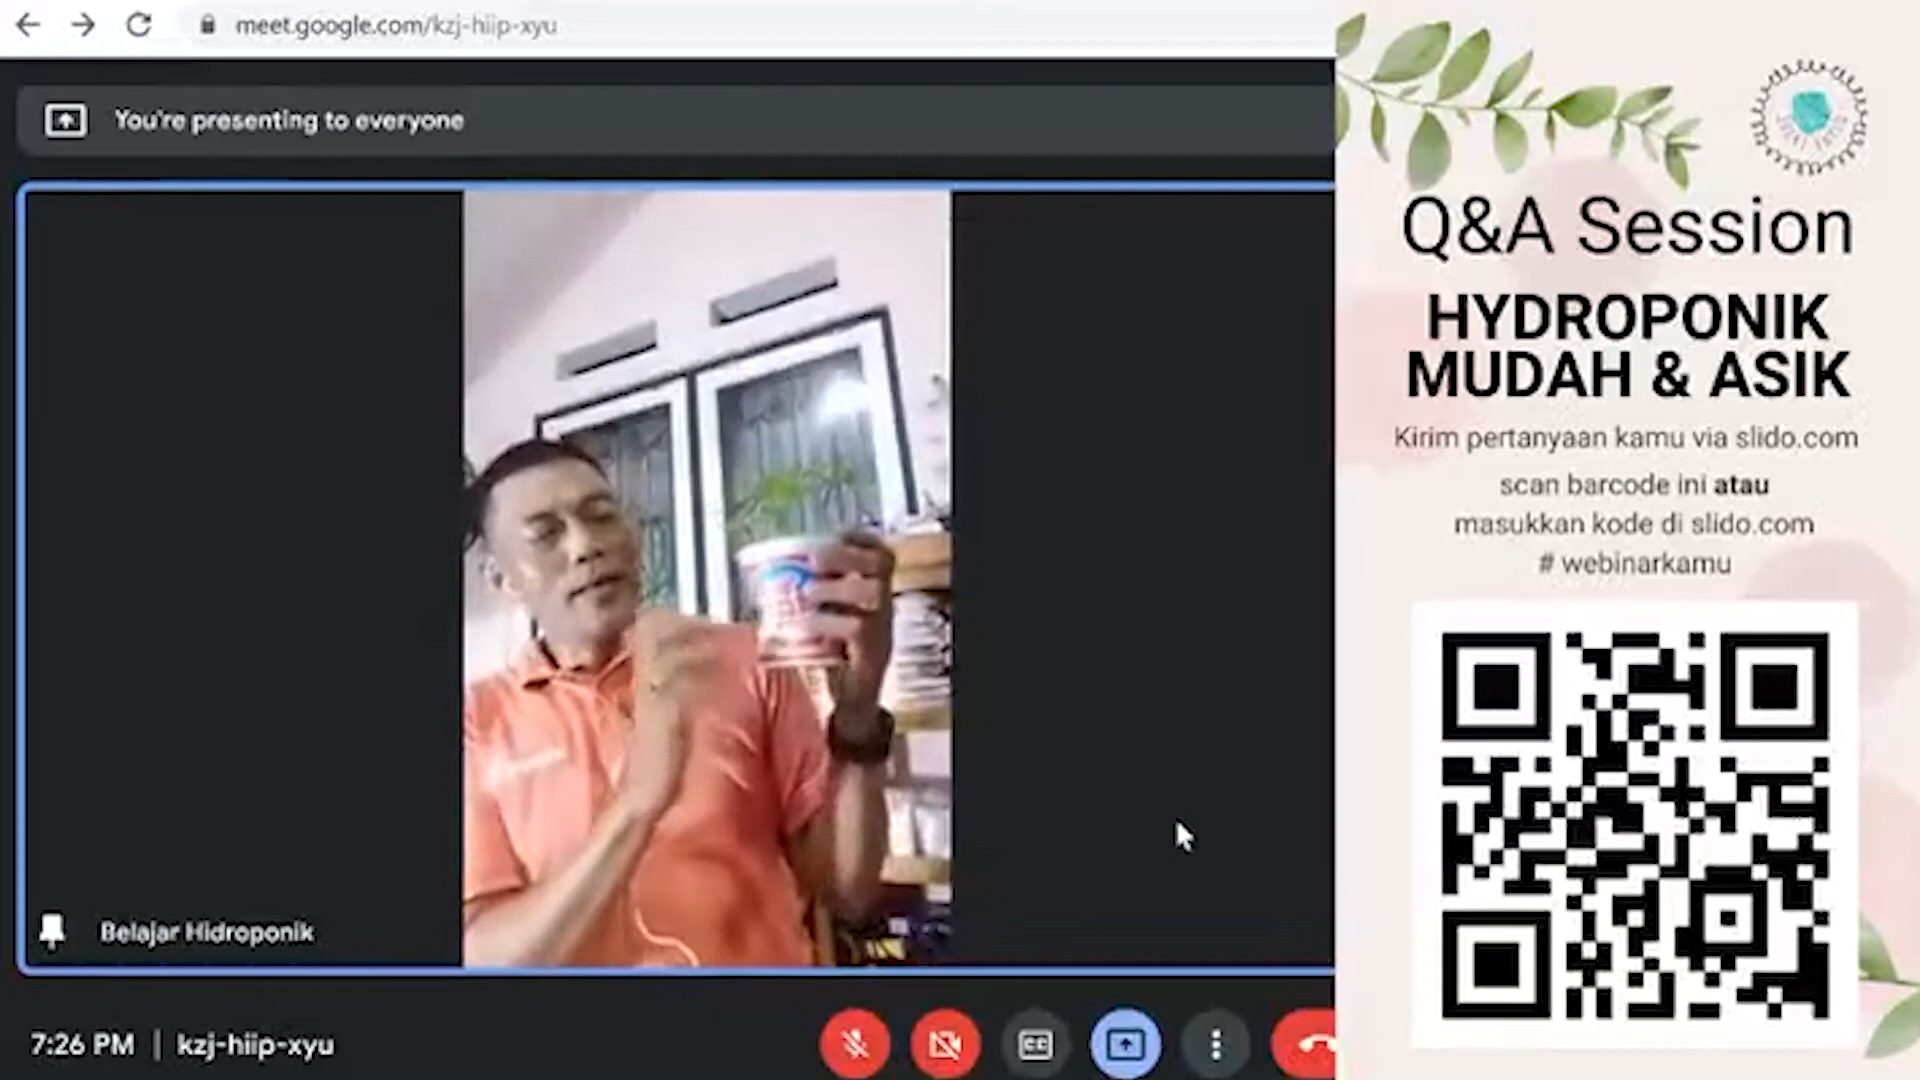 meet.google.com/kzj-hiip-xyu
You're presenting to everyone
Belajar Hidroponik
7:26 PM | kzj-hiip-xyu
CC
Q&A Session
HYDROPONIK
MUDAH & ASIK
Kirim pertanyaan kamu via slido.com
scan barcode ini atau
masukkan kode di slido.com
# webinarkamu